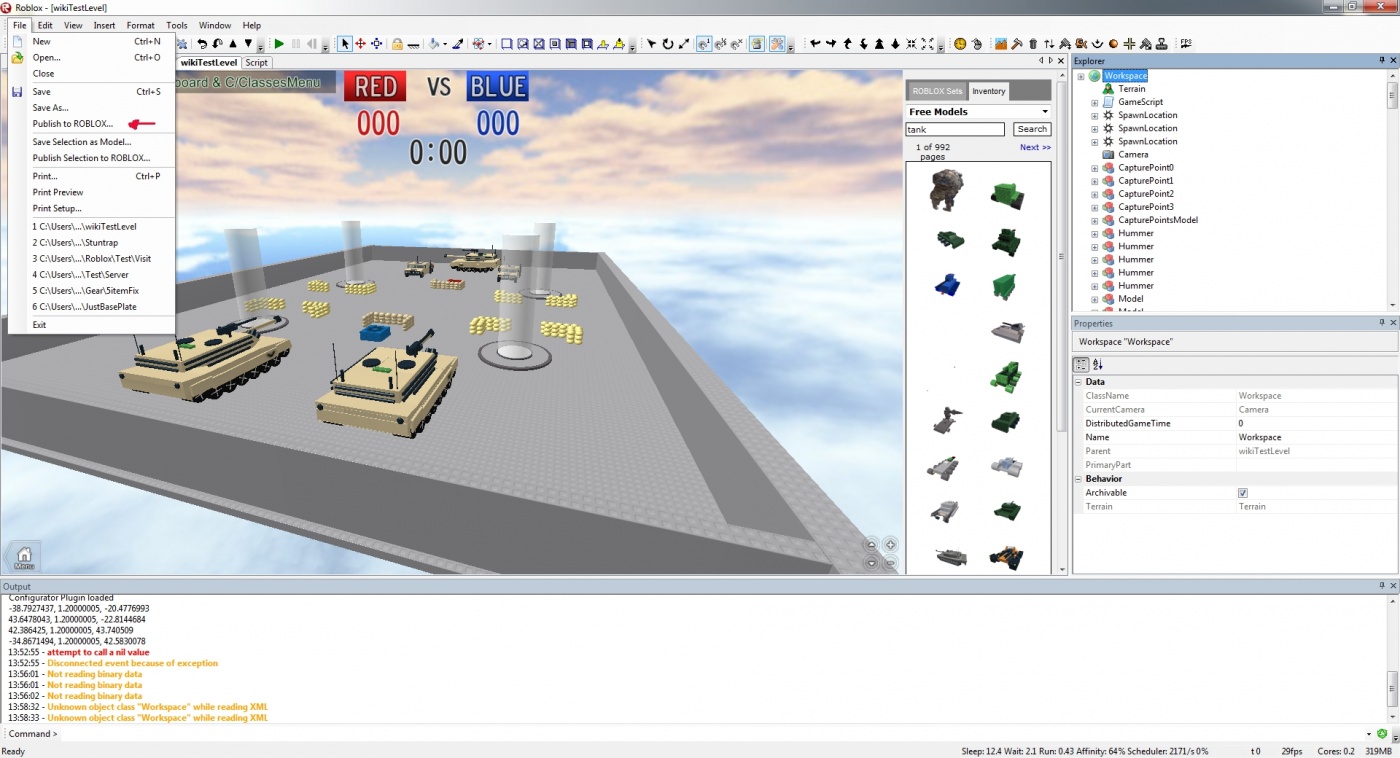 Roblox - [wikiTestLevel]
File Edit View Insert Format Tools Window Help
New Ctrl+N
Open... Ctrl+O
Close
Save Ctrl+S
Save As...
Publish to ROBLOX...
Save Selection as Model...
Publish Selection to ROBLOX...
Print... Ctrl+P
Print Preview
Print Setup...
1 C:\Users\...\wikiTestLevel
2 C:\Users\...\Stuntrap
3 C:\Users\...\Roblox\Test\Visit
4 C:\Users\...\Test\Server
5 C:\Users\...\Gear\5itemFix
6 C:\Users\...\JustBasePlate
Exit
wikiTestLevel Script
board & C/ClassesMenu
RED VS BLUE
000 000
0:00
Menu
ROBLOX Sets Inventory
Free Models
tank Search
1 of 992 Next >>
pages
FPS
Explorer
Workspace
Terrain
GameScript
SpawnLocation
SpawnLocation
SpawnLocation
Camera
CapturePoint0
CapturePoint1
CapturePoint2
CapturePoint3
CapturePointsModel
Hummer
Hummer
Hummer
Hummer
Hummer
Model
Model
Properties
Workspace "Workspace"
Data
ClassName Workspace
CurrentCamera Camera
DistributedGameTime 0
Name Workspace
Parent wikiTestLevel
PrimaryPart
Behavior
Archivable
Terrain Terrain
Output
Configurator Plugin loaded
-38.7927437, 1.20000005, -20.4776993
43.6478043, 1.20000005, -22.8144684
42.386425, 1.20000005, 43.740509
-34.8671494, 1.20000005, 42.5830078
13:52:55 - attempt to call a nil value
13:52:55 - Disconnected event because of exception
13:56:01 - Not reading binary data
13:56:01 - Not reading binary data
13:56:02 - Not reading binary data
13:58:32 - Unknown object class "Workspace" while reading XML
13:58:33 - Unknown object class "Workspace" while reading XML
Command >
Ready Sleep: 12.4 Wait: 2.1 Run: 0.43 Affinity: 64% Scheduler: 2171/s 0% t 0 29fps Cores: 0.2 319MB